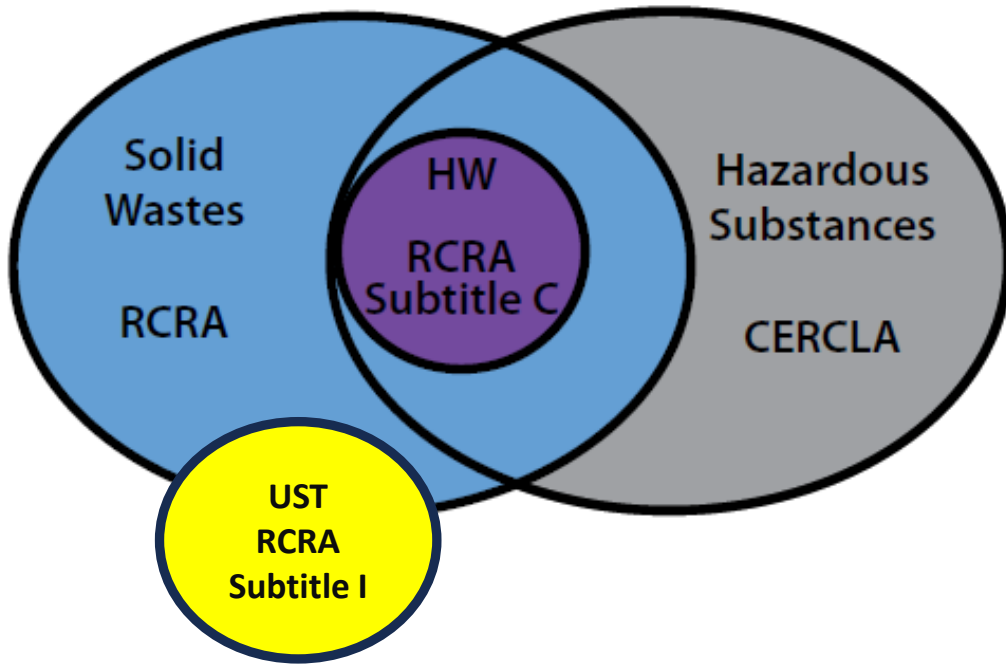 Solid
Wastes
RCRA
HW
RCRA
Subtitle C
Hazardous
Substances
CERCLA
UST
RCRA
Subtitle I